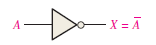 A X = A̅